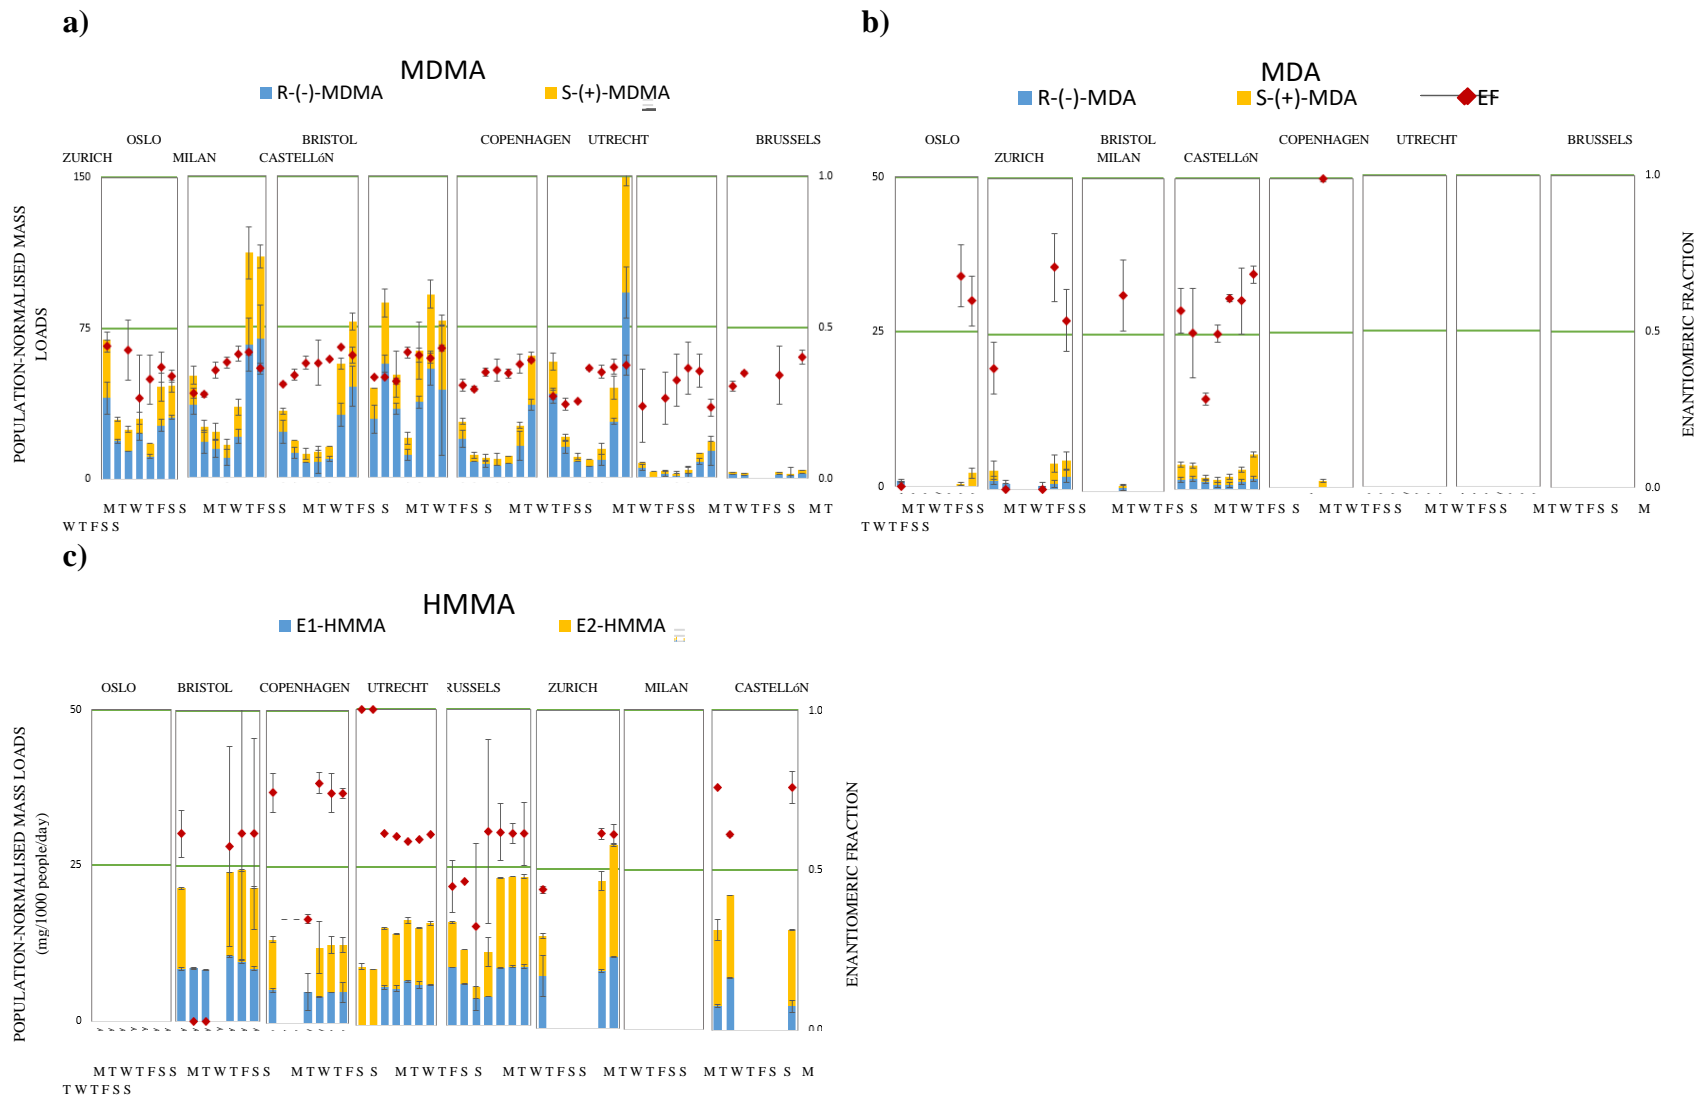 a)
MDMA
R-(-)-MDMA S-(+)-MDMA
OSLO BRISTOL COPENHAGEN UTRECHT BRUSSELS
ZURICH MILAN CASTELLóN
150 1.0
75 0.5
0 0.0
POPULATION-NORMALISED MASS
LOADS
M T W T F S S M T W T F S S M T W T F S S M T W T F S S M T W T F S S M T W T F S S M T
W T F S S
b)
MDA
R-(-)-MDA S-(+)-MDA EF
OSLO BRISTOL COPENHAGEN UTRECHT BRUSSELS
ZURICH MILAN CASTELLóN
50 1.0
25 0.5
0 0.0
ENANTIOMERIC FRACTION
M T W T F S S M T W T F S S M T W T F S S M T W T F S S M T W T F S S M T W T F S S M T W T F S S M
T W T F S S
c)
HMMA
E1-HMMA E2-HMMA
OSLO BRISTOL COPENHAGEN UTRECHT RUSSELS ZURICH MILAN CASTELLóN
50 1.0
25 0.5
0 0.0
POPULATION-NORMALISED MASS LOADS
(mg/1000 people/day)
ENANTIOMERIC FRACTION
M T W T F S S M T W T F S S M T W T F S S M T W T F S S M T W T F S S M T W T F S S M
T W T F S S